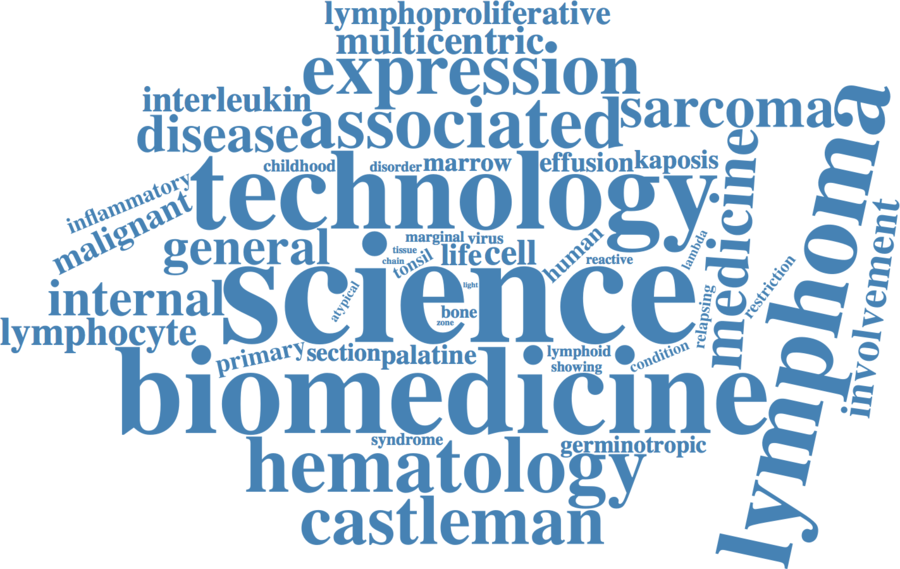 lymphoproliferative
multicentric
expression
interleukin
associated
sarcoma
disease
childhood
disorder
marrow
effusion
kaposis
technology
inflammatory
malignant
general
marginal
virus
tissue
chain
tonsil
life
cell
human
reactive
lambda
medicine
lymphoma
involvement
restriction
relapsing
internal
science
atypical
light
bone
zone
lymphocyte
primary
section
palatine
lymphoid
showing
condition
biomedicine
syndrome
germinotropic
hematology
castleman